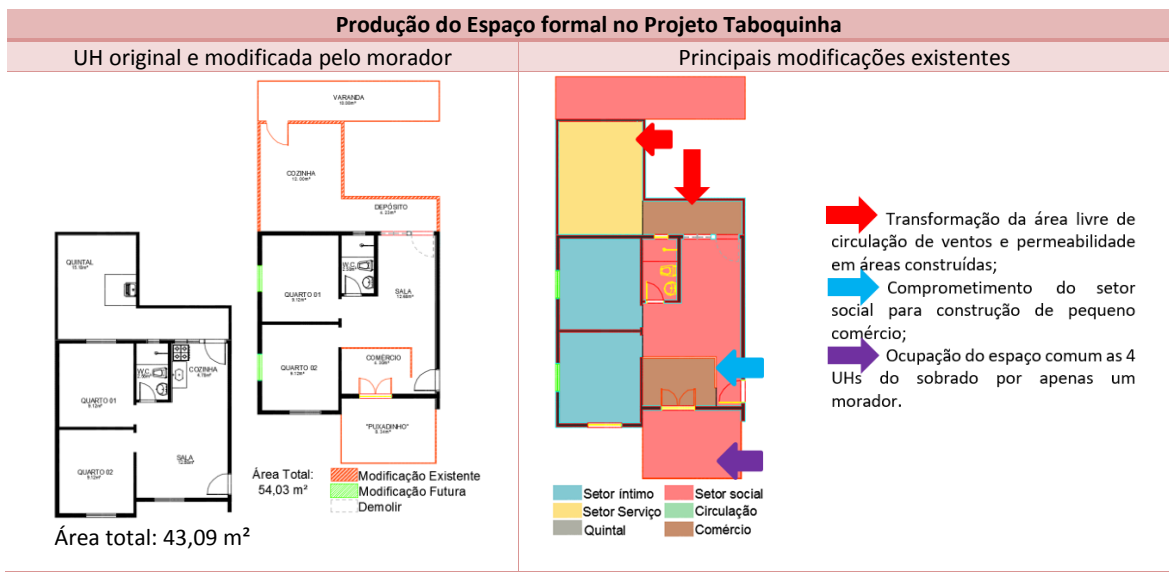 Produção do Espaço formal no Projeto Taboquinha
UH original e modificada pelo morador
Principais modificações existentes
VARANDA
COZINHA
DEPÓSITO
W.C.
QUARTO 01
SALA
QUARTO 02
COMÉRCIO
"PUXADINHO"
QUINTAL
W.C.
COZINHA
QUARTO 01
9.12m²
SALA
QUARTO 02
9.12m²
Área Total:
54,03 m²
Modificação Existente
Modificação Futura
Demolir
Área total: 43,09 m²
Transformação da área livre de
circulação de ventos e permeabilidade
em áreas construídas;
Comprometimento do setor
social para construção de pequeno
comércio;
Ocupação do espaço comum as 4
UHs do sobrado por apenas um
morador.
Setor íntimo
Setor social
Setor Serviço
Circulação
Quintal
Comércio